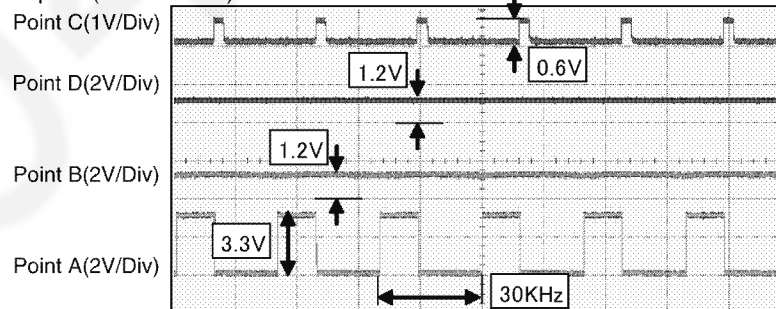 Point C(1V/Div)
0.6V
1.2V
Point D(2V/Div)
1.2V
Point B(2V/Div)
3.3V
Point A(2V/Div)
30KHz